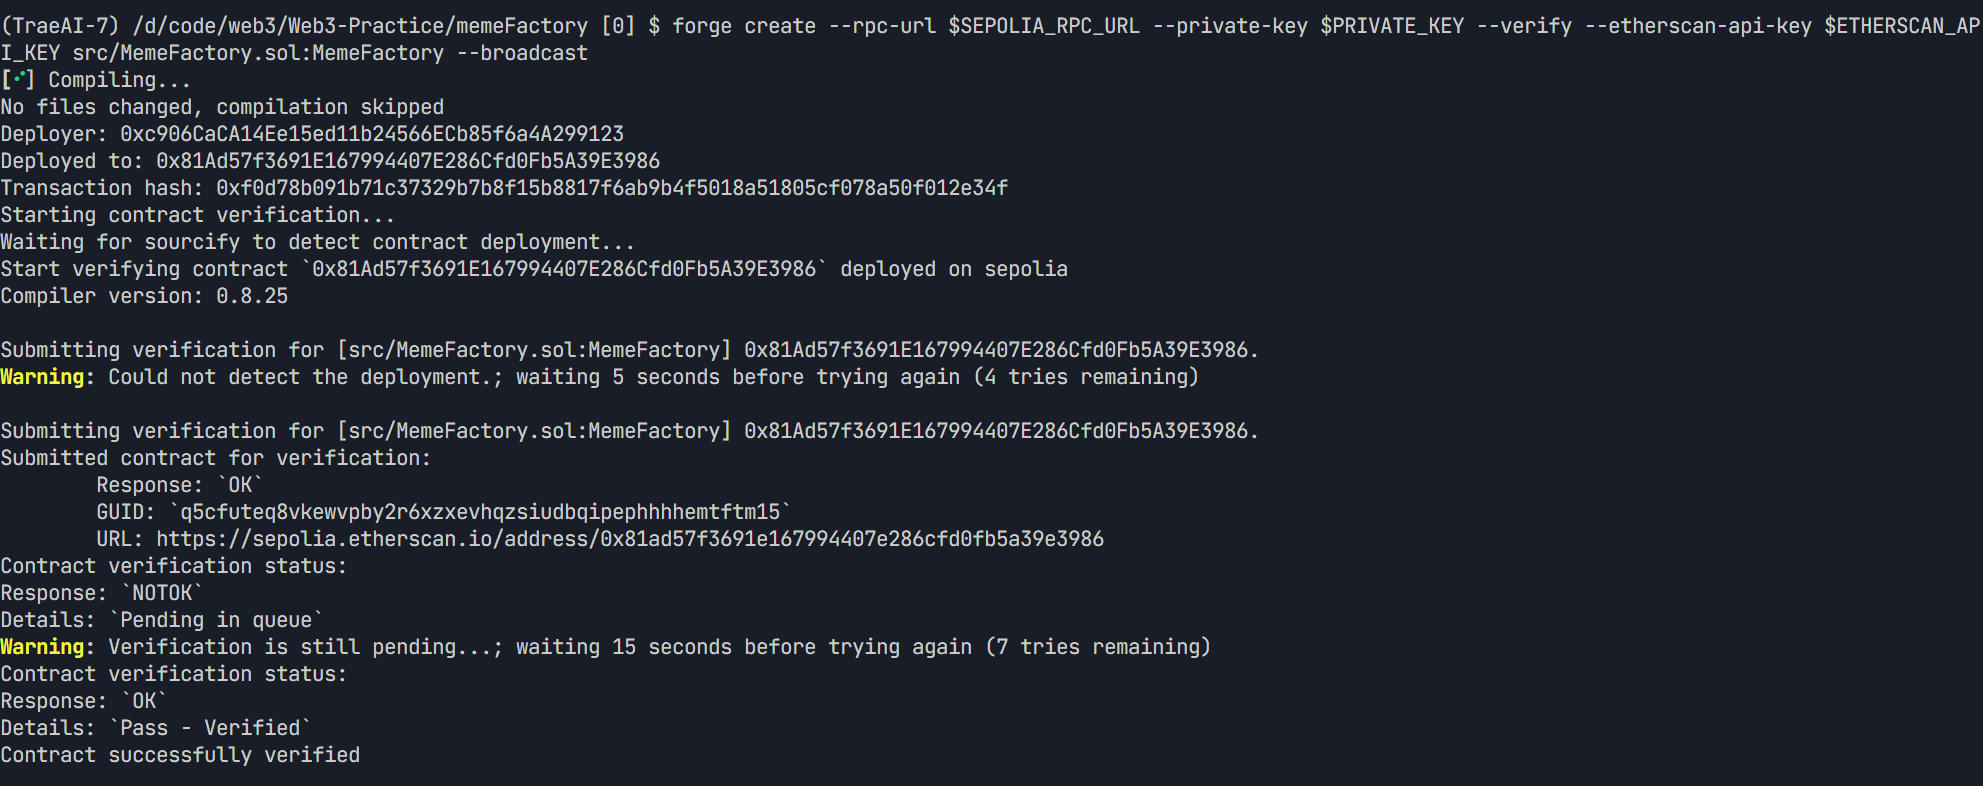 (TraeAI-7) /d/code/web3/Web3-Practice/memeFactory [0] $ forge create --rpc-url $SEPOLIA_RPC_URL --private-key $PRIVATE_KEY --verify --etherscan-api-key $ETHERSCAN_AP
I_KEY src/MemeFactory.sol:MemeFactory --broadcast
[⠊] Compiling...
No files changed, compilation skipped
Deployer: 0xc906CaCA14Ee15ed11b24566ECb85f6a4A299123
Deployed to: 0x81Ad57f3691E167994407E286Cfd0Fb5A39E3986
Transaction hash: 0xf0d78b091b71c37329b7b8f15b8817f6ab9b4f5018a51805cf078a50f012e34f
Starting contract verification...
Waiting for sourcify to detect contract deployment...
Start verifying contract `0x81Ad57f3691E167994407E286Cfd0Fb5A39E3986` deployed on sepolia
Compiler version: 0.8.25

Submitting verification for [src/MemeFactory.sol:MemeFactory] 0x81Ad57f3691E167994407E286Cfd0Fb5A39E3986.
Warning: Could not detect the deployment.; waiting 5 seconds before trying again (4 tries remaining)

Submitting verification for [src/MemeFactory.sol:MemeFactory] 0x81Ad57f3691E167994407E286Cfd0Fb5A39E3986.
Submitted contract for verification:
        Response: `OK`
        GUID: `q5cfuteq8vkewvpby2r6xzxevhqzsiudbqipephhhhemtftm15`
        URL: https://sepolia.etherscan.io/address/0x81ad57f3691e167994407e286cfd0fb5a39e3986
Contract verification status:
Response: `NOTOK`
Details: `Pending in queue`
Warning: Verification is still pending...; waiting 15 seconds before trying again (7 tries remaining)
Contract verification status:
Response: `OK`
Details: `Pass - Verified`
Contract successfully verified